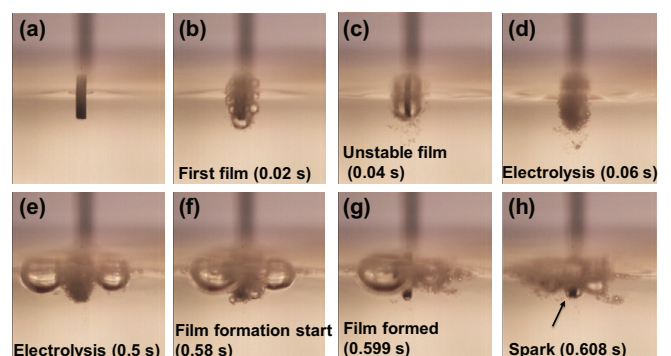 (a)
(b)
(c)
(d)
First film (0.02 s)
Unstable film
(0.04 s)
Electrolysis (0.06 s)
(e)
(f)
(g)
(h)
Electrolysis (0.5 s)
Film formation start
(0.58 s)
Film formed
(0.599 s)
Spark (0.608 s)